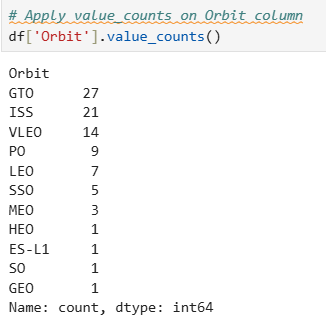 # Apply value_counts on Orbit column
df['Orbit'].value_counts()
Orbit
GTO      27
ISS      21
VLEO     14
PO        9
LEO       7
SSO       5
MEO       3
HEO       1
ES-L1     1
SO        1
GEO       1
Name: count, dtype: int64